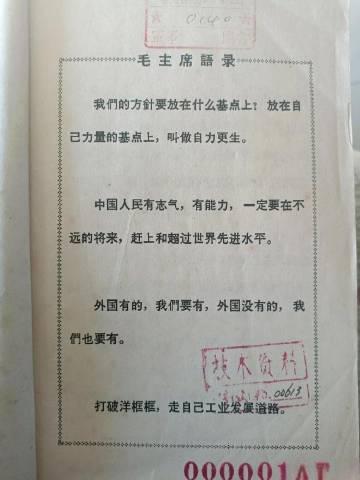 0140
毛主席語录
我們的方針要放在什么基点上？放在自
己力量的基点上，叫做自力更生。
中国人民有志气，有能力，一定要在不
远的将来，赶上和超过世界先进水平。
外国有的，我們要有，外国没有的，我
們也要有。
打破洋框框，走自己工业发展道路。
技术资料
00613